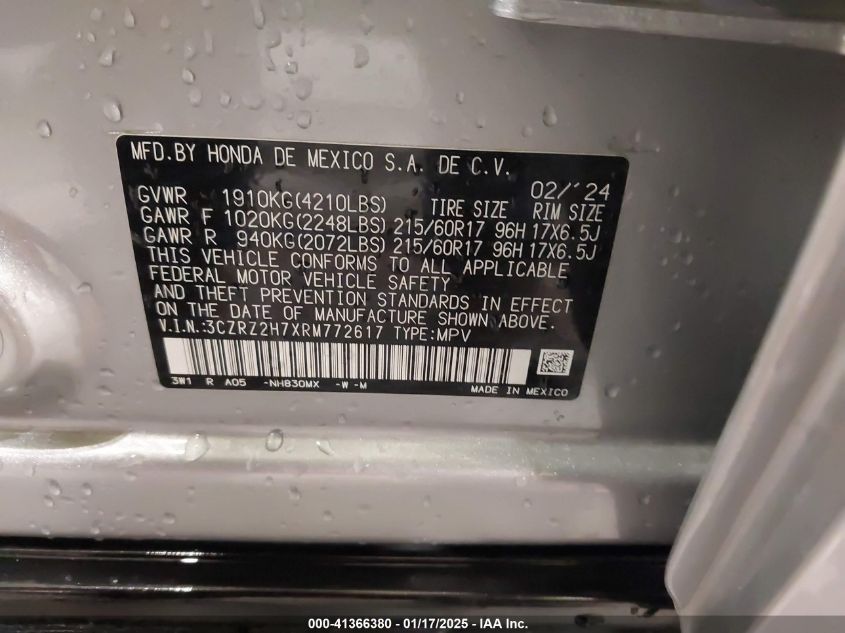 MFD.BY HONDA DE MEXICO S.A. DE C.V.
02/'24
GVWR 1910KG(4210LBS) TIRE SIZE RIM SIZE
GAWR F 1020KG(2248LBS) 215/60R17 96H 17X6.5J
GAWR R 940KG(2072LBS) 215/60R17 96H 17X6.5J
THIS VEHICLE CONFORMS TO ALL APPLICABLE
FEDERAL MOTOR VEHICLE SAFETY
AND THEFT PREVENTION STANDARDS IN EFFECT
ON THE DATE OF MANUFACTURE SHOWN ABOVE.
V.I.N.:3CZRZ2H7XRM772617 TYPE:MPV
3W1 R A05 -NH830MX -W-M MADE IN MEXICO
000-41366380 - 01/17/2025 - IAA Inc.